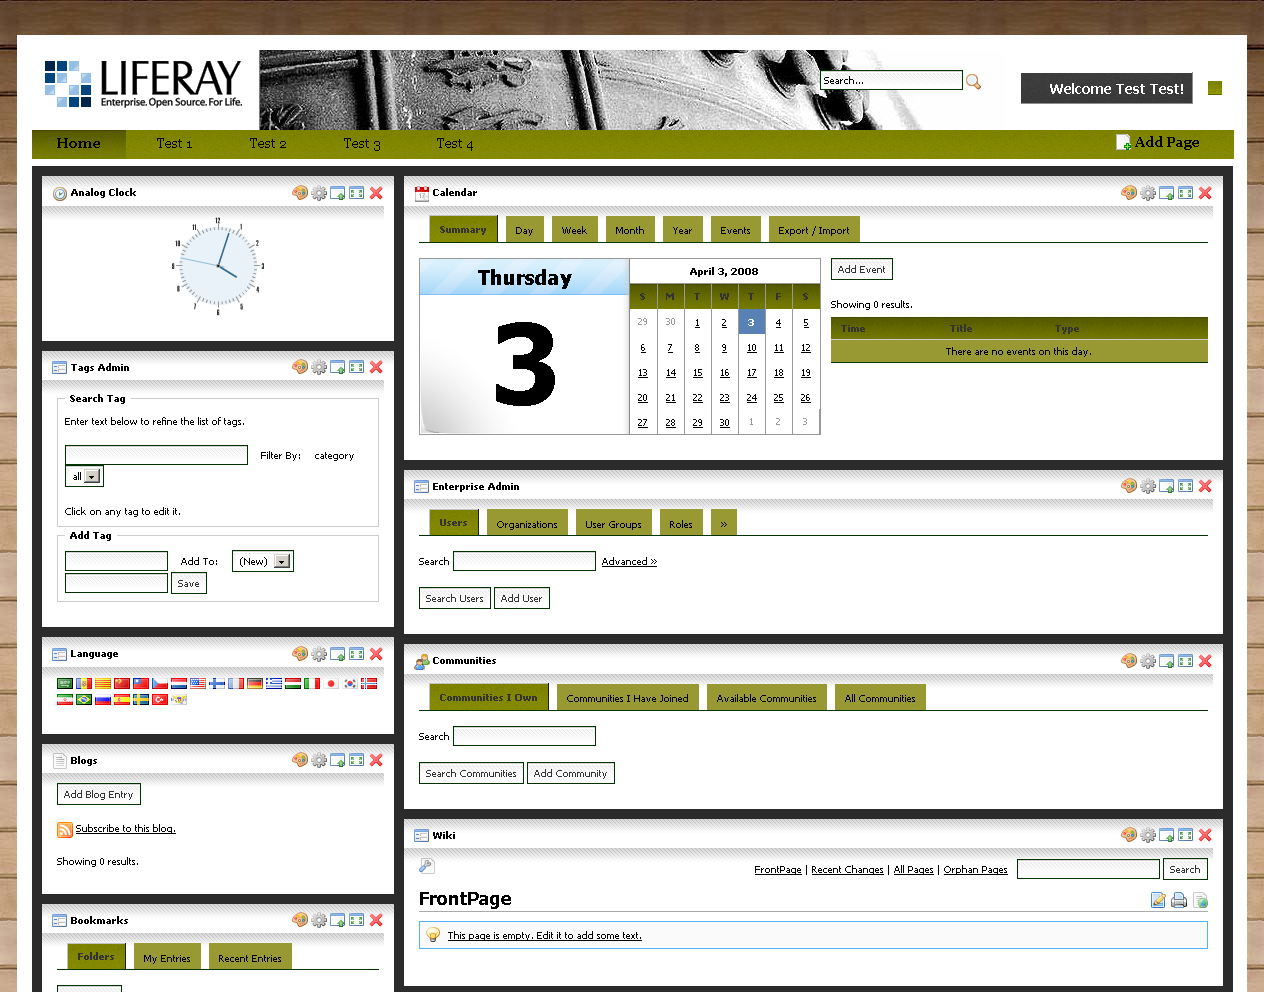 LIFERAY
Enterprise. Open Source. For Life.
Search...
Welcome Test Test!
Home Test 1 Test 2 Test 3 Test 4 Add Page
Analog Clock
12
1
2
3
4
5
6
7
8
9
10
11
Tags Admin
Search Tag
Enter text below to refine the list of tags.
Filter By: category
all
Click on any tag to edit it.
Add Tag
Add To: (New)
Save
Language
Blogs
Add Blog Entry
Subscribe to this blog.
Showing 0 results.
Bookmarks
Folders My Entries Recent Entries
Calendar
Summary Day Week Month Year Events Export / Import
Thursday
3
April 3, 2008
S M T W T F S
29 30 1 2 3 4 5
6 7 8 9 10 11 12
13 14 15 16 17 18 19
20 21 22 23 24 25 26
27 28 29 30 1 2 3
Add Event
Showing 0 results.
Time Title Type
There are no events on this day.
Enterprise Admin
Users Organizations User Groups Roles »
Search Advanced »
Search Users Add User
Communities
Communities I Own Communities I Have Joined Available Communities All Communities
Search
Search Communities Add Community
Wiki
FrontPage | Recent Changes | All Pages | Orphan Pages Search
FrontPage
This page is empty. Edit it to add some text.